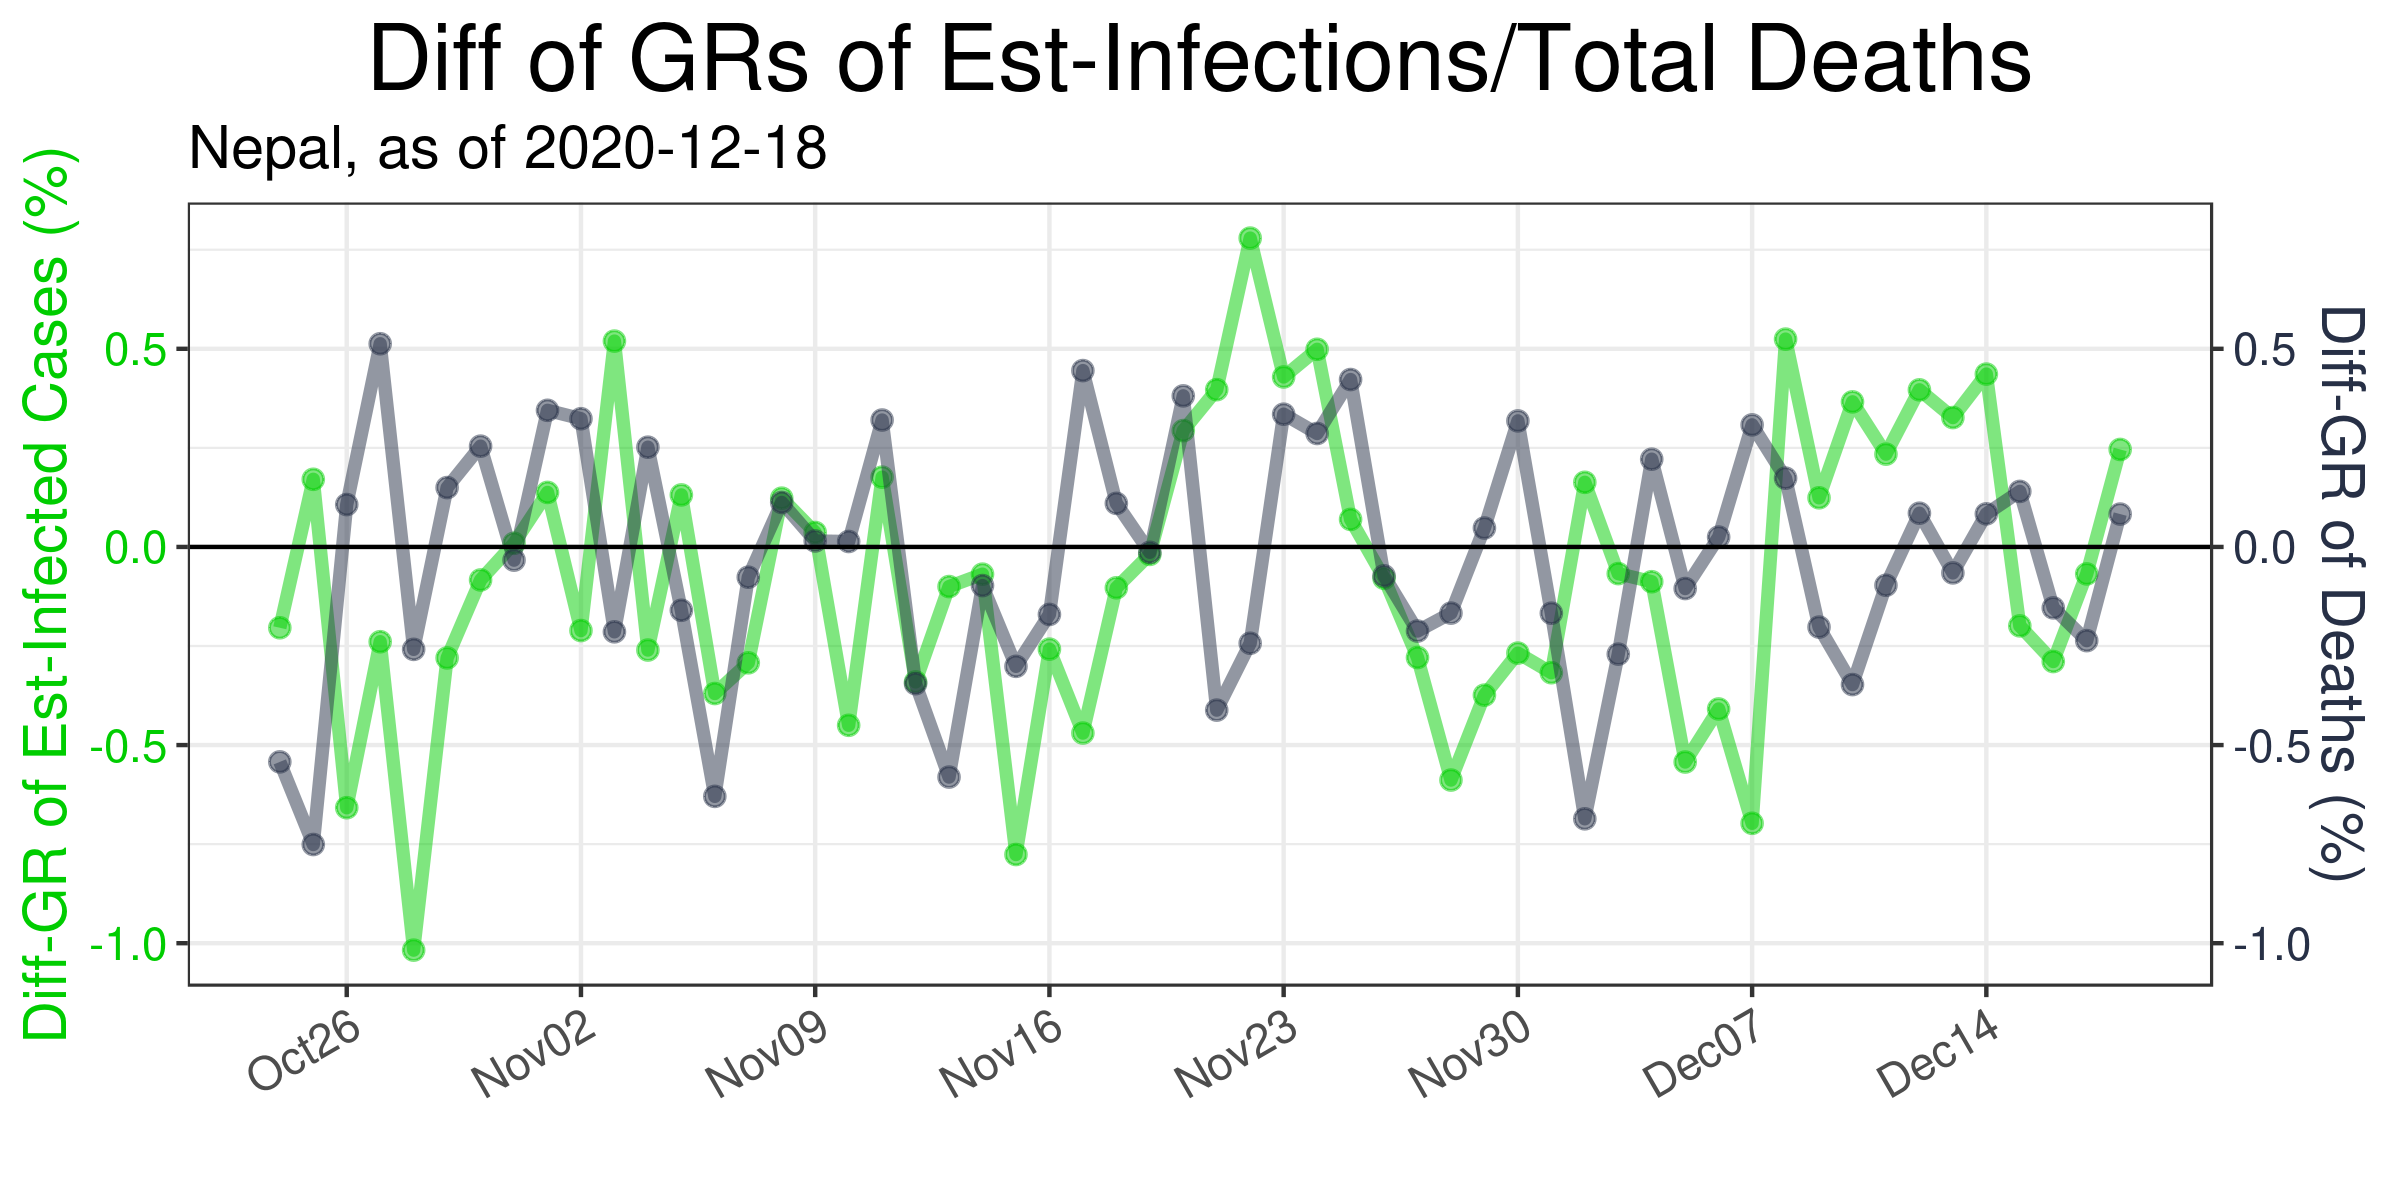 Diff of GRs of Est-Infections/Total Deaths
Nepal, as of 2020-12-18
Diff-GR of Est-Infected Cases (%)
0.5
0.0
-0.5
-1.0
0.5
0.0
-0.5
-1.0
Diff-GR of Deaths (%)
Oct26
Nov02
Nov09
Nov16
Nov23
Nov30
Dec07
Dec14